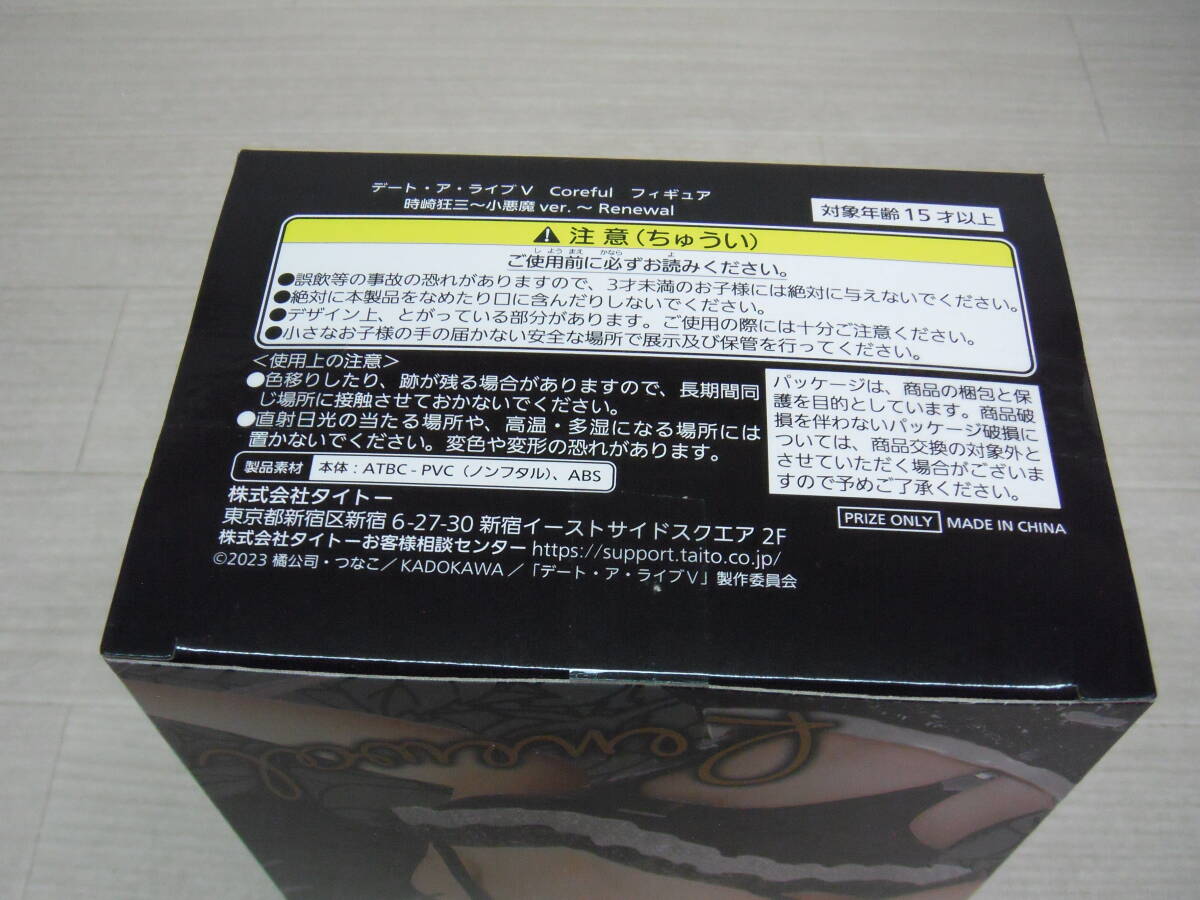 デート・ア・ライブⅤ Coreful フィギュア
時崎狂三～小悪魔 ver.～Renewal
対象年齢15才以上
注意(ちゅうい)
しようまえ かなら よ
ご使用前に必ずお読みください。
●誤飲等の事故の恐れがありますので、3才未満のお子様には絶対に与えないでください。
●絶対に本製品をなめたり口に含んだりしないでください。
●デザイン上、とがっている部分があります。ご使用の際には十分ご注意ください。
●小さなお子様の手の届かない安全な場所で展示及び保管を行ってください。
＜使用上の注意＞
●色移りしたり、跡が残る場合がありますので、長期間同
じ場所に接触させておかないでください。
●直射日光の当たる場所や、高温・多湿になる場所には
置かないでください。変色や変形の恐れがあります。
パッケージは、商品の梱包と保
護を目的としています。商品破
損を伴わないパッケージ破損に
ついては、商品交換の対象外と
させていただく場合がございま
すので予めご了承ください。
製品素材 本体：ATBC-PVC（ノンフタル）、ABS
株式会社タイトー
東京都新宿区新宿 6-27-30 新宿イーストサイドスクエア 2F
株式会社タイトーお客様相談センター https://support.taito.co.jp/
©2023 橘公司・つなこ／KADOKAWA／「デート・ア・ライブⅤ」製作委員会
PRIZE ONLY MADE IN CHINA
Renewal